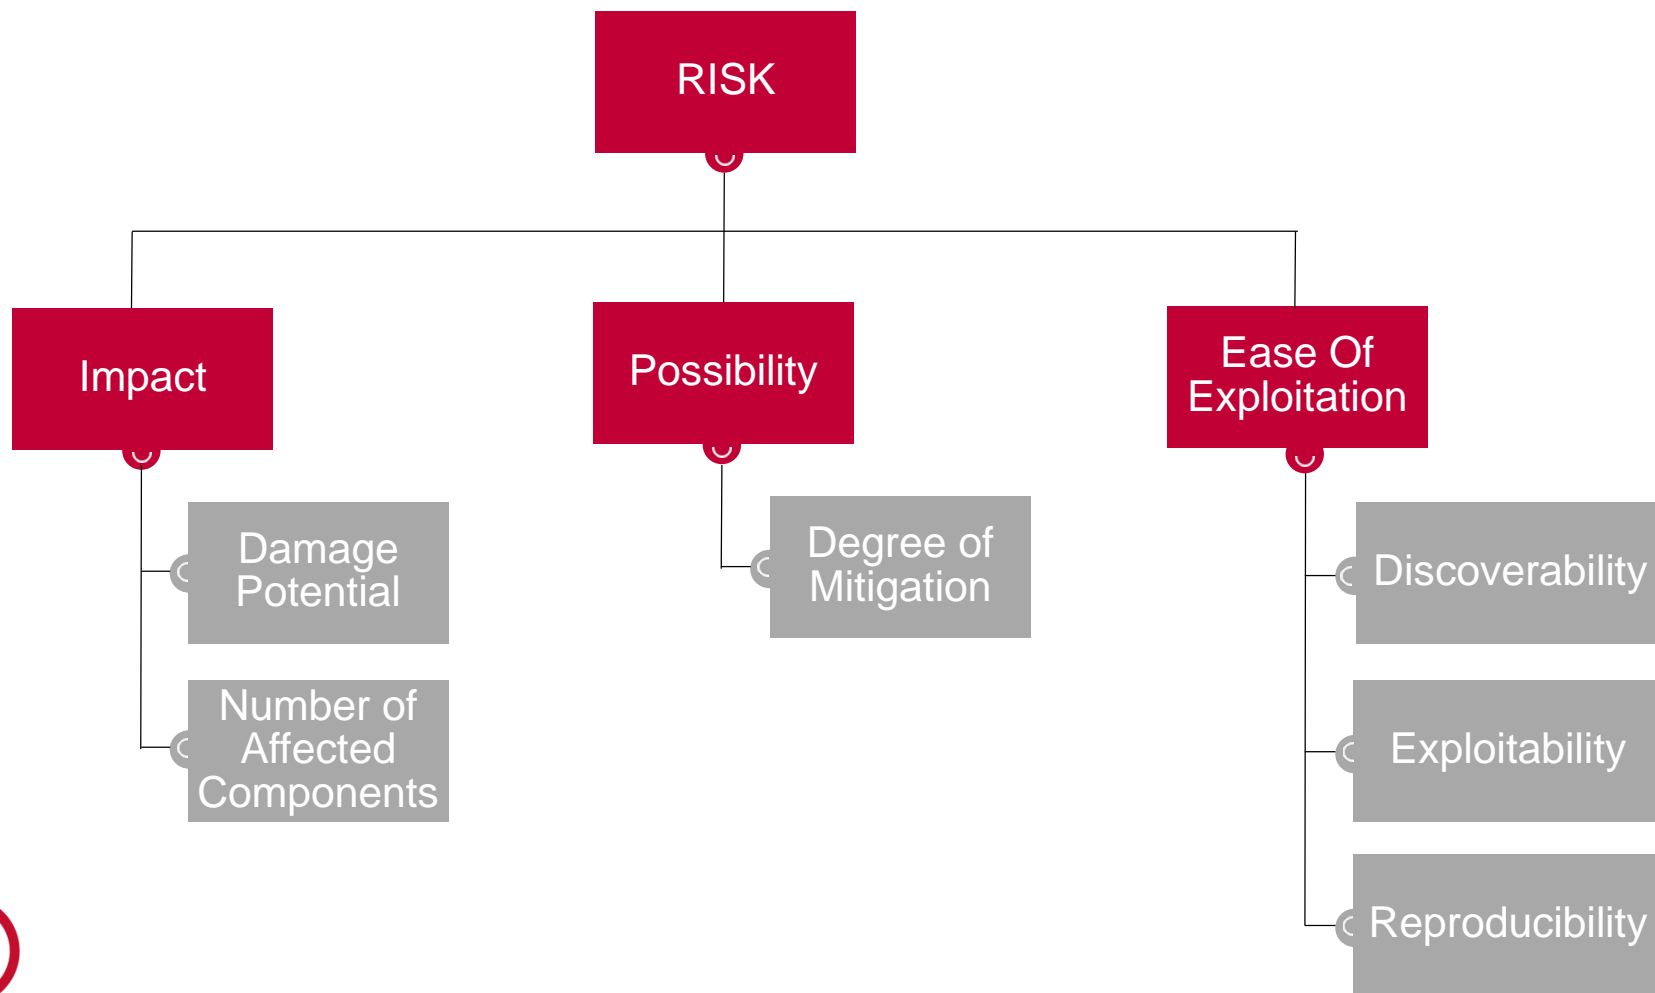 RISK
Impact
Possibility
Ease Of
Exploitation
Damage
Potential
Number of
Affected
Components
Degree of
Mitigation
Discoverability
Exploitability
Reproducibility